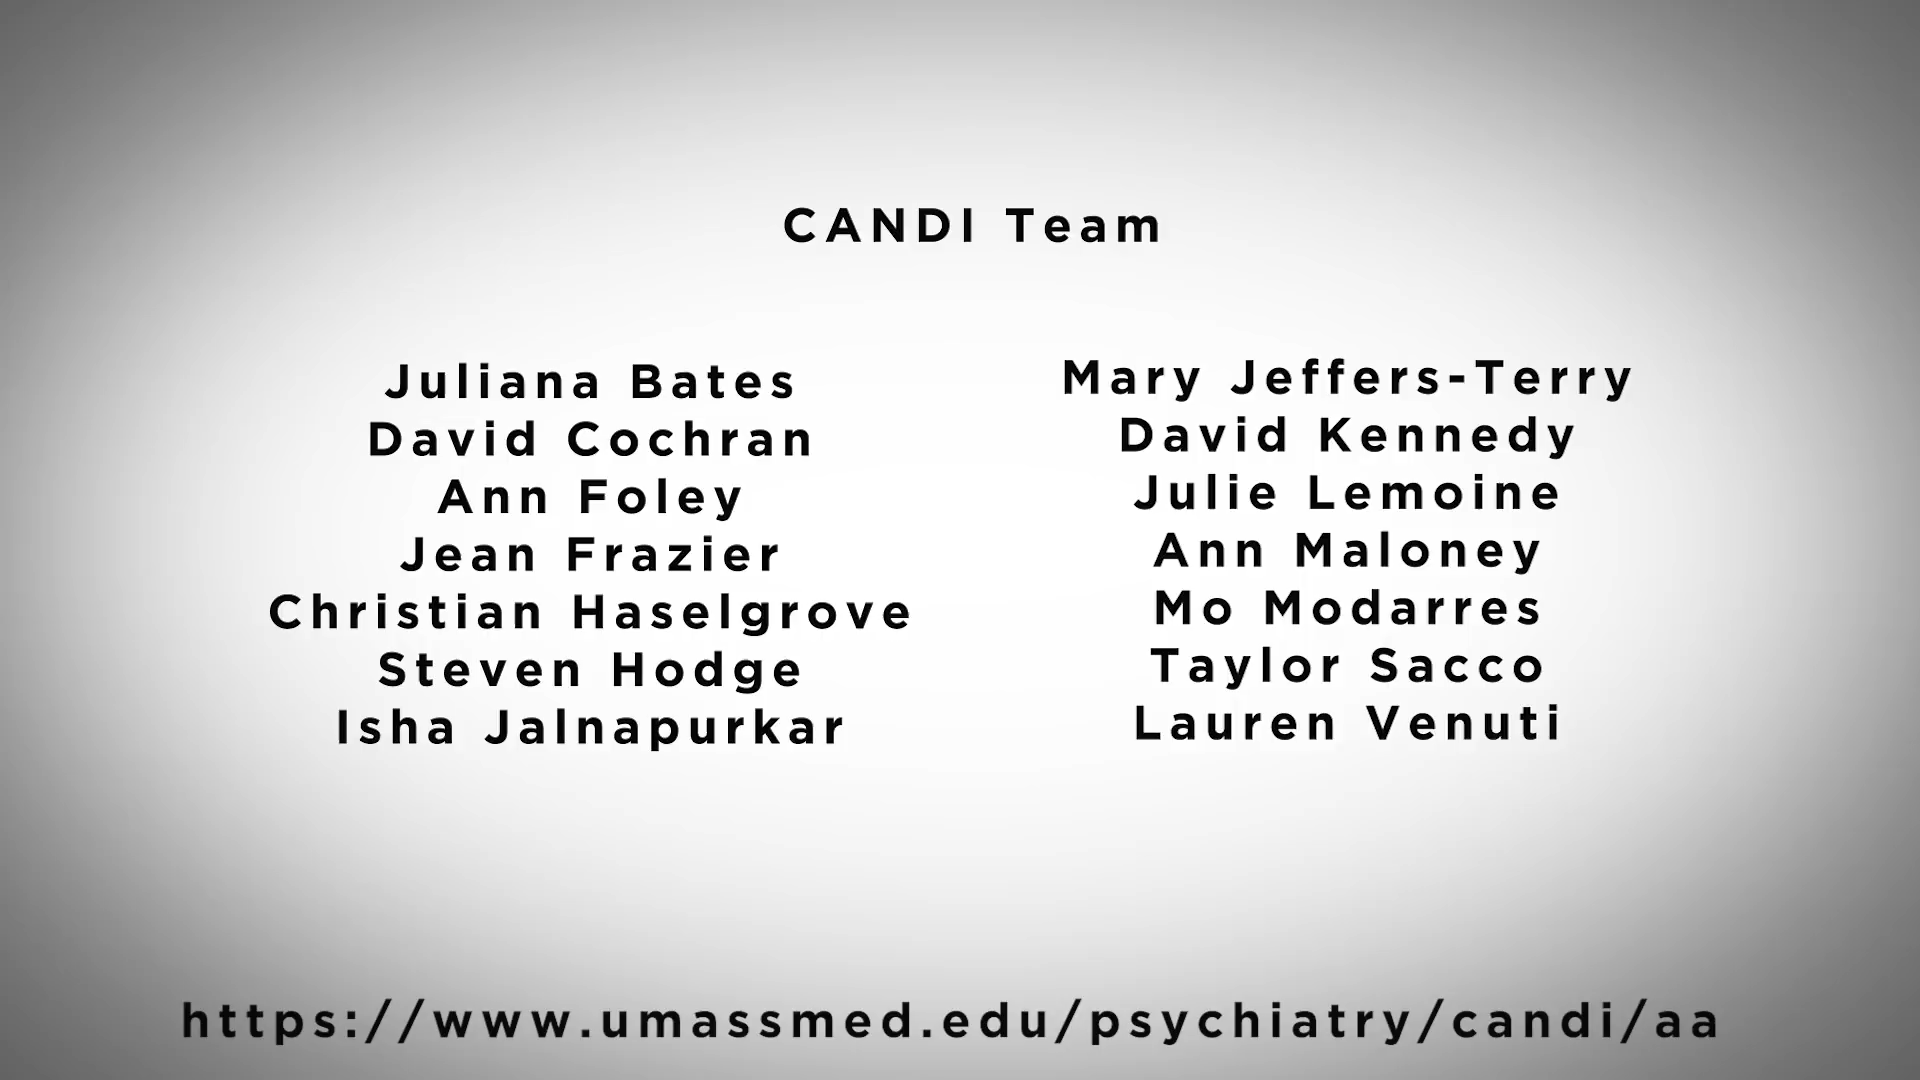 CANDI Team
Juliana Bates
David Cochran
Ann Foley
Jean Frazier
Christian Haselgrove
Steven Hodge
Isha Jalnapurkar
Mary Jeffers-Terry
David Kennedy
Julie Lemoine
Ann Maloney
Mo Modarres
Taylor Sacco
Lauren Venuti
https://www.umassmed.edu/psychiatry/candi/aa